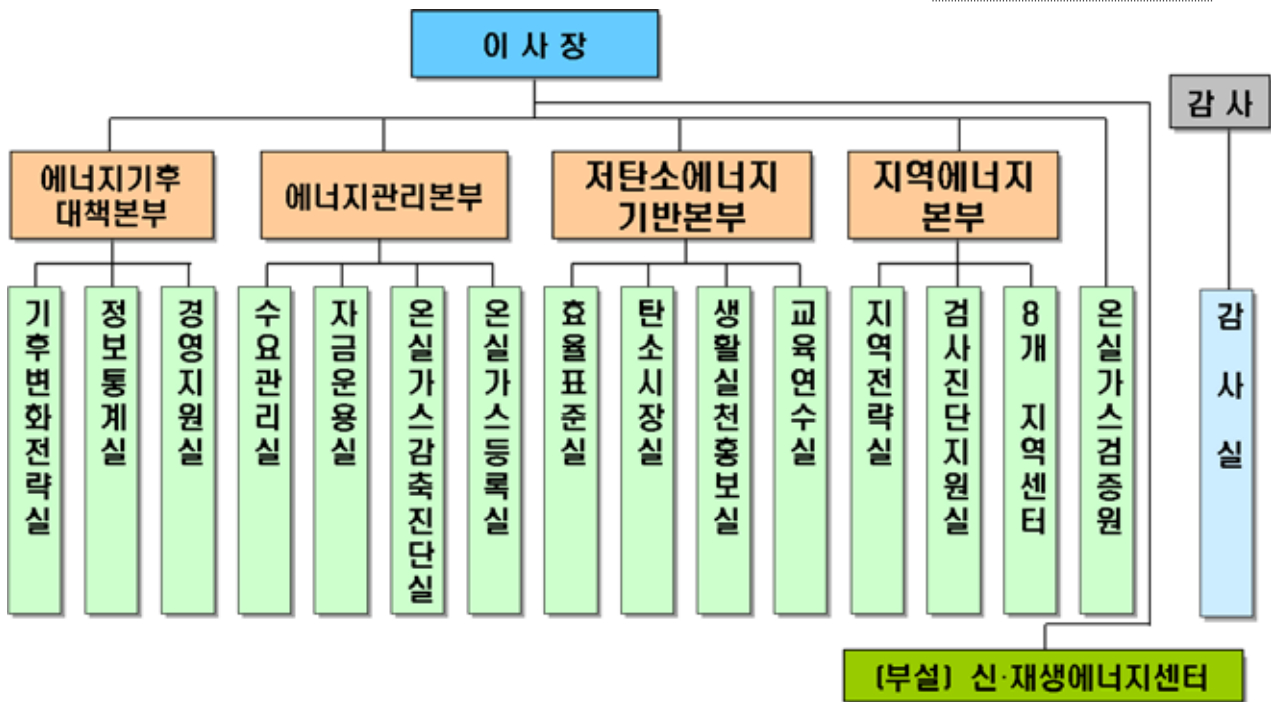 이 사 장
감 사
에너지기후
대책본부
에너지관리본부
저탄소에너지
기반본부
지역에너지
본부
기후변화전략실
정보통계실
경영지원실
수요관리실
자금운용실
온실가스감축진단실
온실가스등록실
효율표준실
탄소시장실
생활실천홍보실
교육연수실
지역전략실
검사진단지원실
8개 지역센터
온실가스검증원
감 사 실
(부설) 신·재생에너지센터